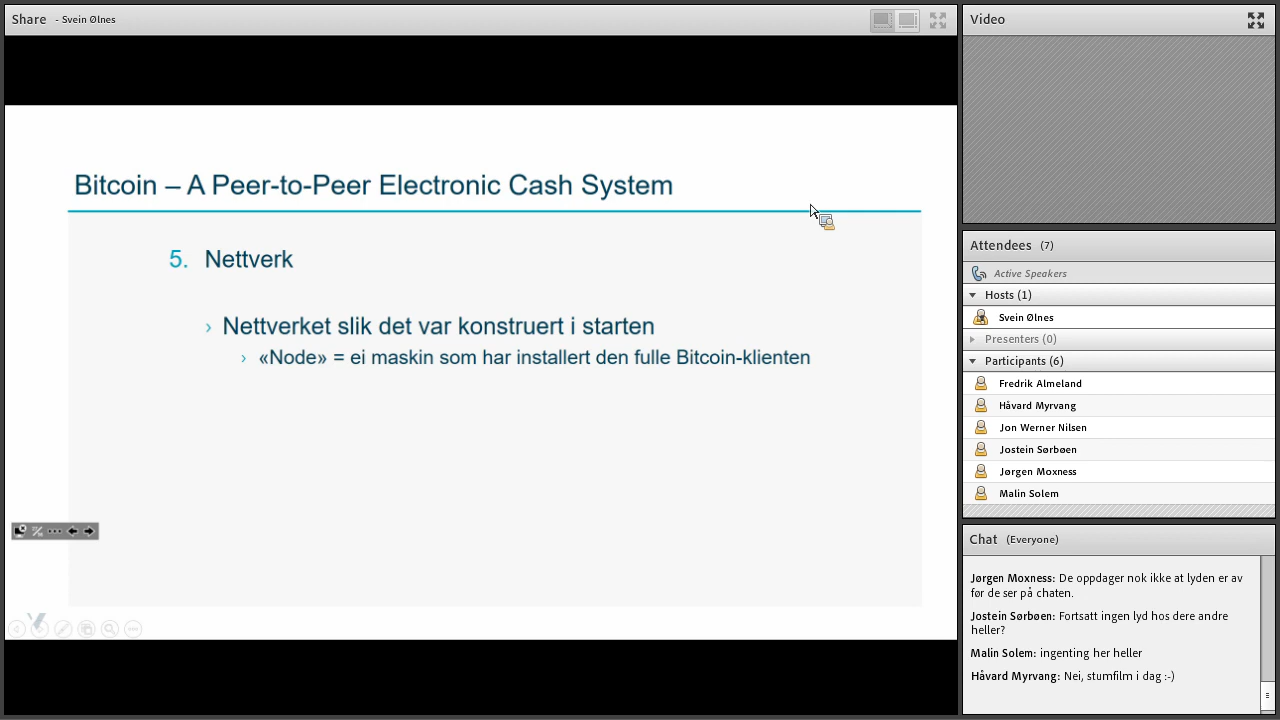 Share - Svein Ølnes
Bitcoin – A Peer-to-Peer Electronic Cash System
5. Nettverk
› Nettverket slik det var konstruert i starten
› «Node» = ei maskin som har installert den fulle Bitcoin-klienten
Video
Attendees (7)
Active Speakers
Hosts (1)
Svein Ølnes
Presenters (0)
Participants (6)
Fredrik Almeland
Håvard Myrvang
Jon Werner Nilsen
Jostein Sørbøen
Jørgen Moxness
Malin Solem
Chat (Everyone)
Jørgen Moxness: De oppdager nok ikke at lyden er av
før de ser på chaten.
Jostein Sørbøen: Fortsatt ingen lyd hos dere andre
heller?
Malin Solem: ingenting her heller
Håvard Myrvang: Nei, stumfilm i dag :-)